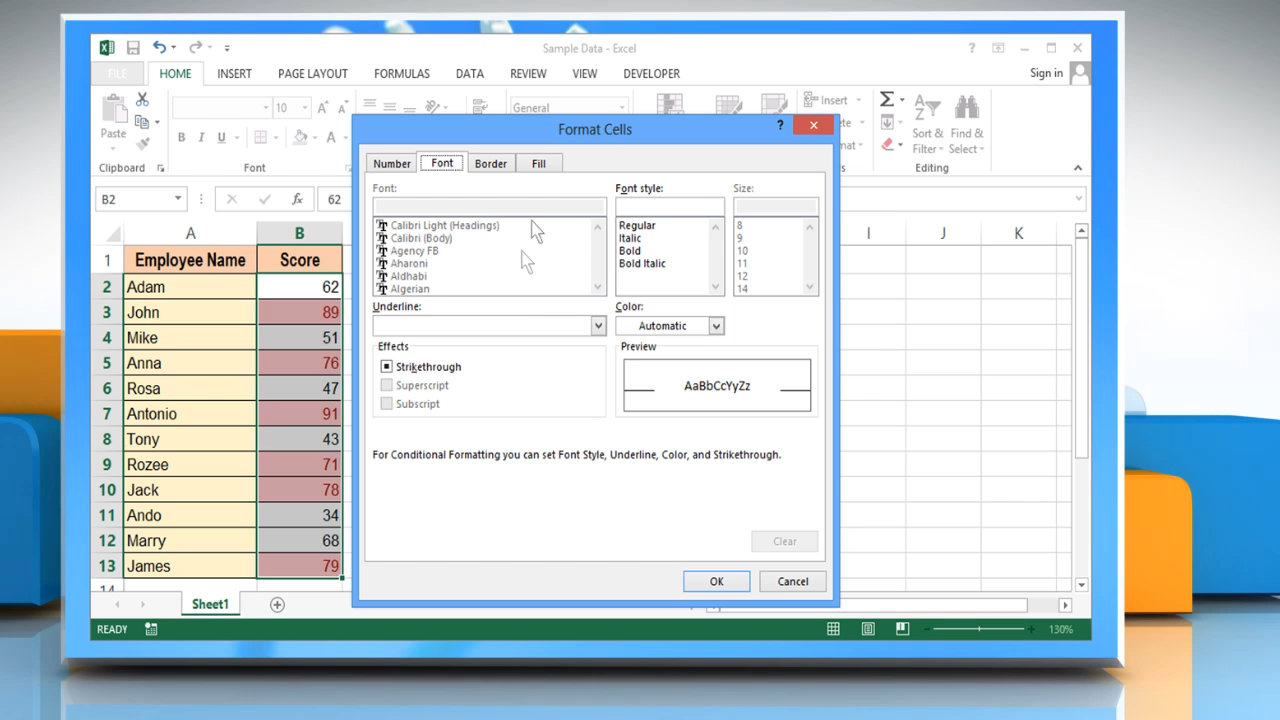 Sample Data - Excel
FILE HOME INSERT PAGE LAYOUT FORMULAS DATA REVIEW VIEW DEVELOPER Sign in
Paste
B I U
10 A A
A
General
Insert
Sort & Filter
Find & Select
Clipboard
Font
Editing
B2
fx
62
A B I J K
1 Employee Name Score
2 Adam 62
3 John 89
4 Mike 51
5 Anna 76
6 Rosa 47
7 Antonio 91
8 Tony 43
9 Rozee 71
10 Jack 78
11 Ando 34
12 Marry 68
13 James 79
14
Format Cells
Number Font Border Fill
Font:
Calibri Light (Headings)
Calibri (Body)
Agency FB
Aharoni
Aldhabi
Algerian
Font style:
Regular
Italic
Bold
Bold Italic
Size:
8
9
10
11
12
14
Underline:
Color:
Automatic
Effects
Strikethrough
Superscript
Subscript
Preview
AaBbCcYyZz
For Conditional Formatting you can set Font Style, Underline, Color, and Strikethrough.
Clear
OK Cancel
Sheet1
READY
130%